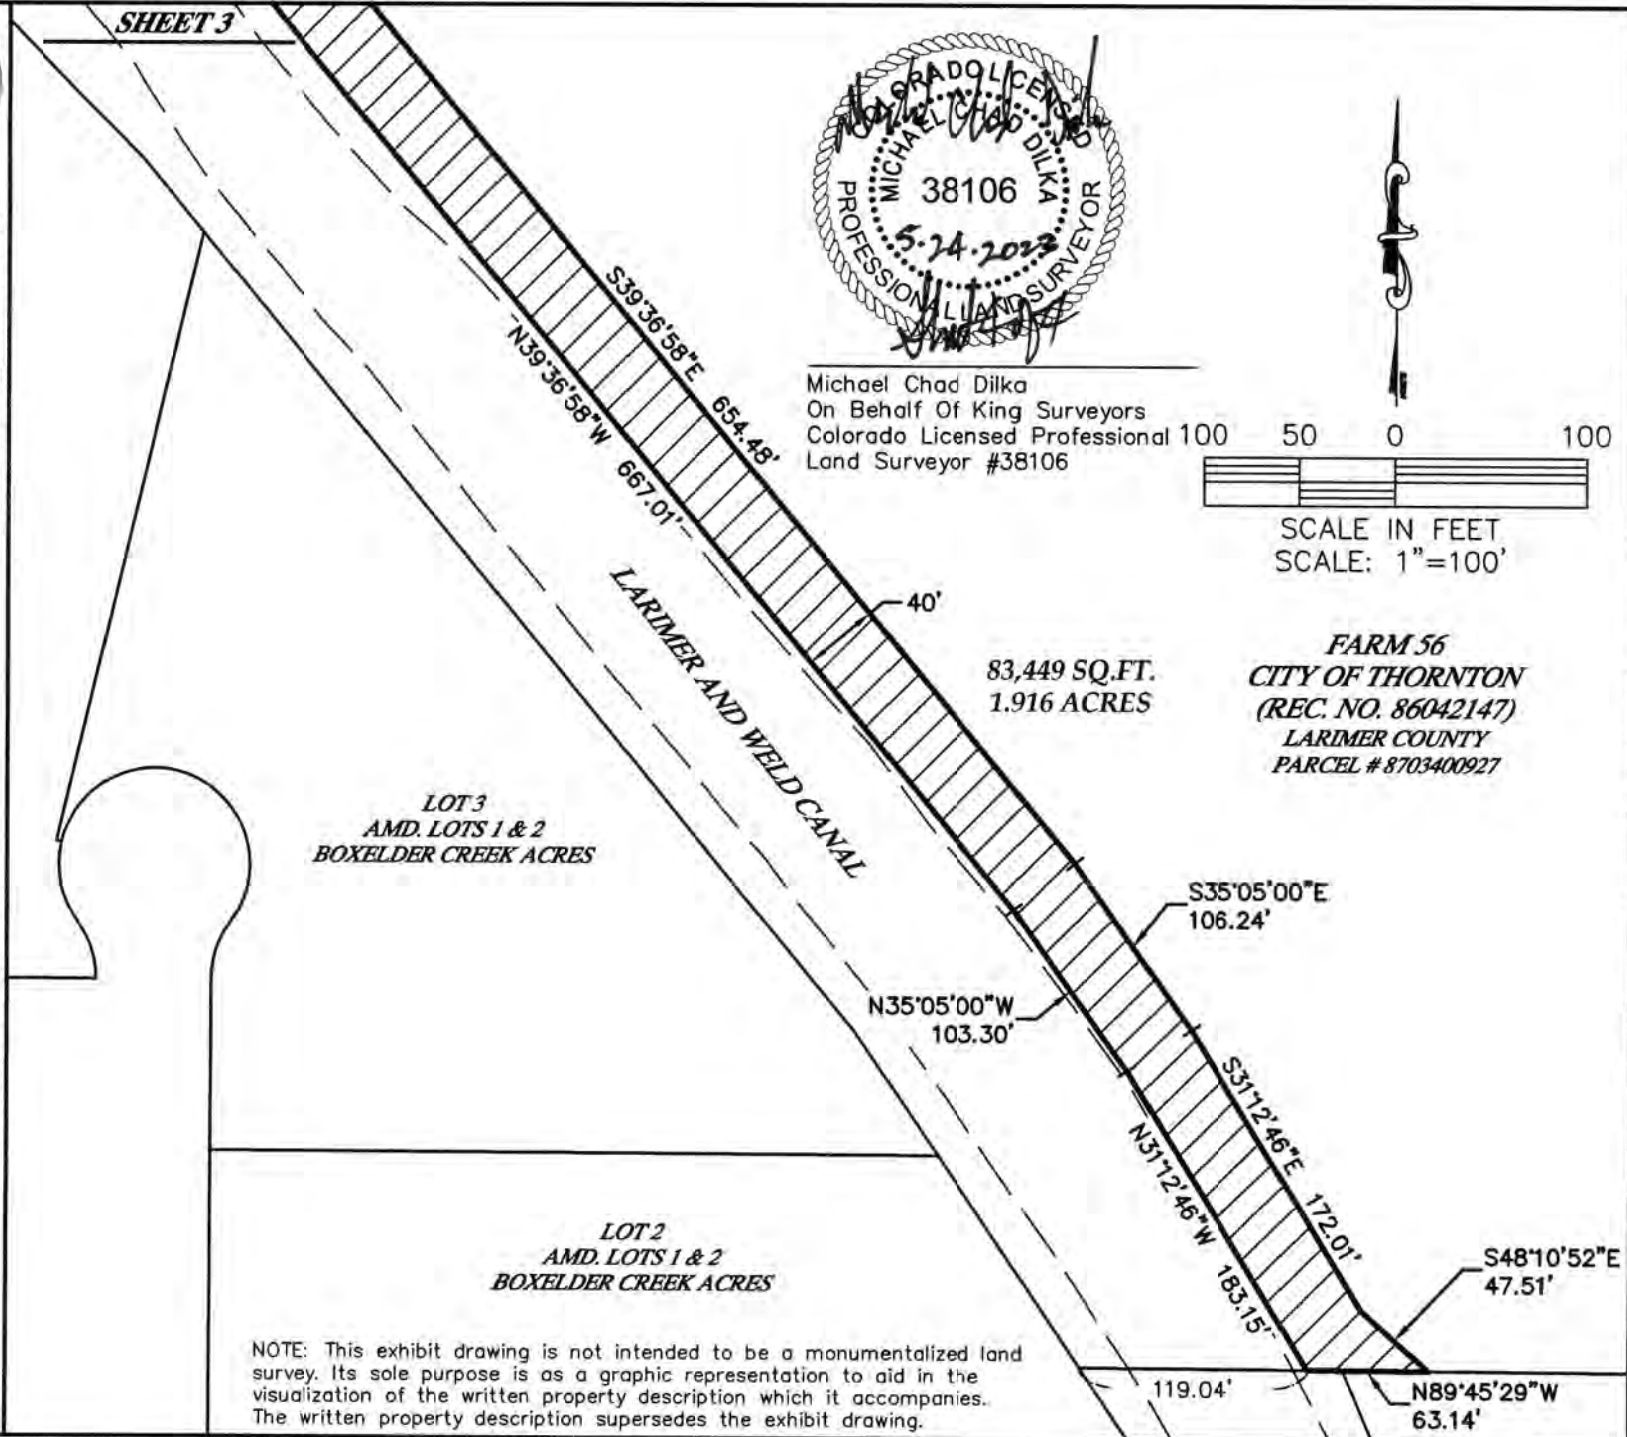 SHEET 3
COLORADO LICENSED
MICHAEL CHAD DILKA
38106
5-24-2023
PROFESSIONAL LAND SURVEYOR
Michael Chad Dilka
On Behalf Of King Surveyors
Colorado Licensed Professional
Land Surveyor #38106
100 50 0 100
SCALE IN FEET
SCALE: 1"=100'
S39°36'58"E 654.48'
N39°36'58"W 667.01'
LARIMER AND WELD CANAL
40'
83,449 SQ.FT.
1.916 ACRES
FARM 56
CITY OF THORNTON
(REC. NO. 86042147)
LARIMER COUNTY
PARCEL # 8703400927
LOT 3
AMD. LOTS 1 & 2
BOXELDER CREEK ACRES
S35°05'00"E
106.24'
N35°05'00"W
103.30'
S31°12'46"E 172.01'
N31°12'46"W 183.15'
LOT 2
AMD. LOTS 1 & 2
BOXELDER CREEK ACRES
S48°10'52"E
47.51'
119.04'
N89°45'29"W
63.14'
NOTE: This exhibit drawing is not intended to be a monumentalized land
survey. Its sole purpose is as a graphic representation to aid in the
visualization of the written property description which it accompanies.
The written property description supersedes the exhibit drawing.